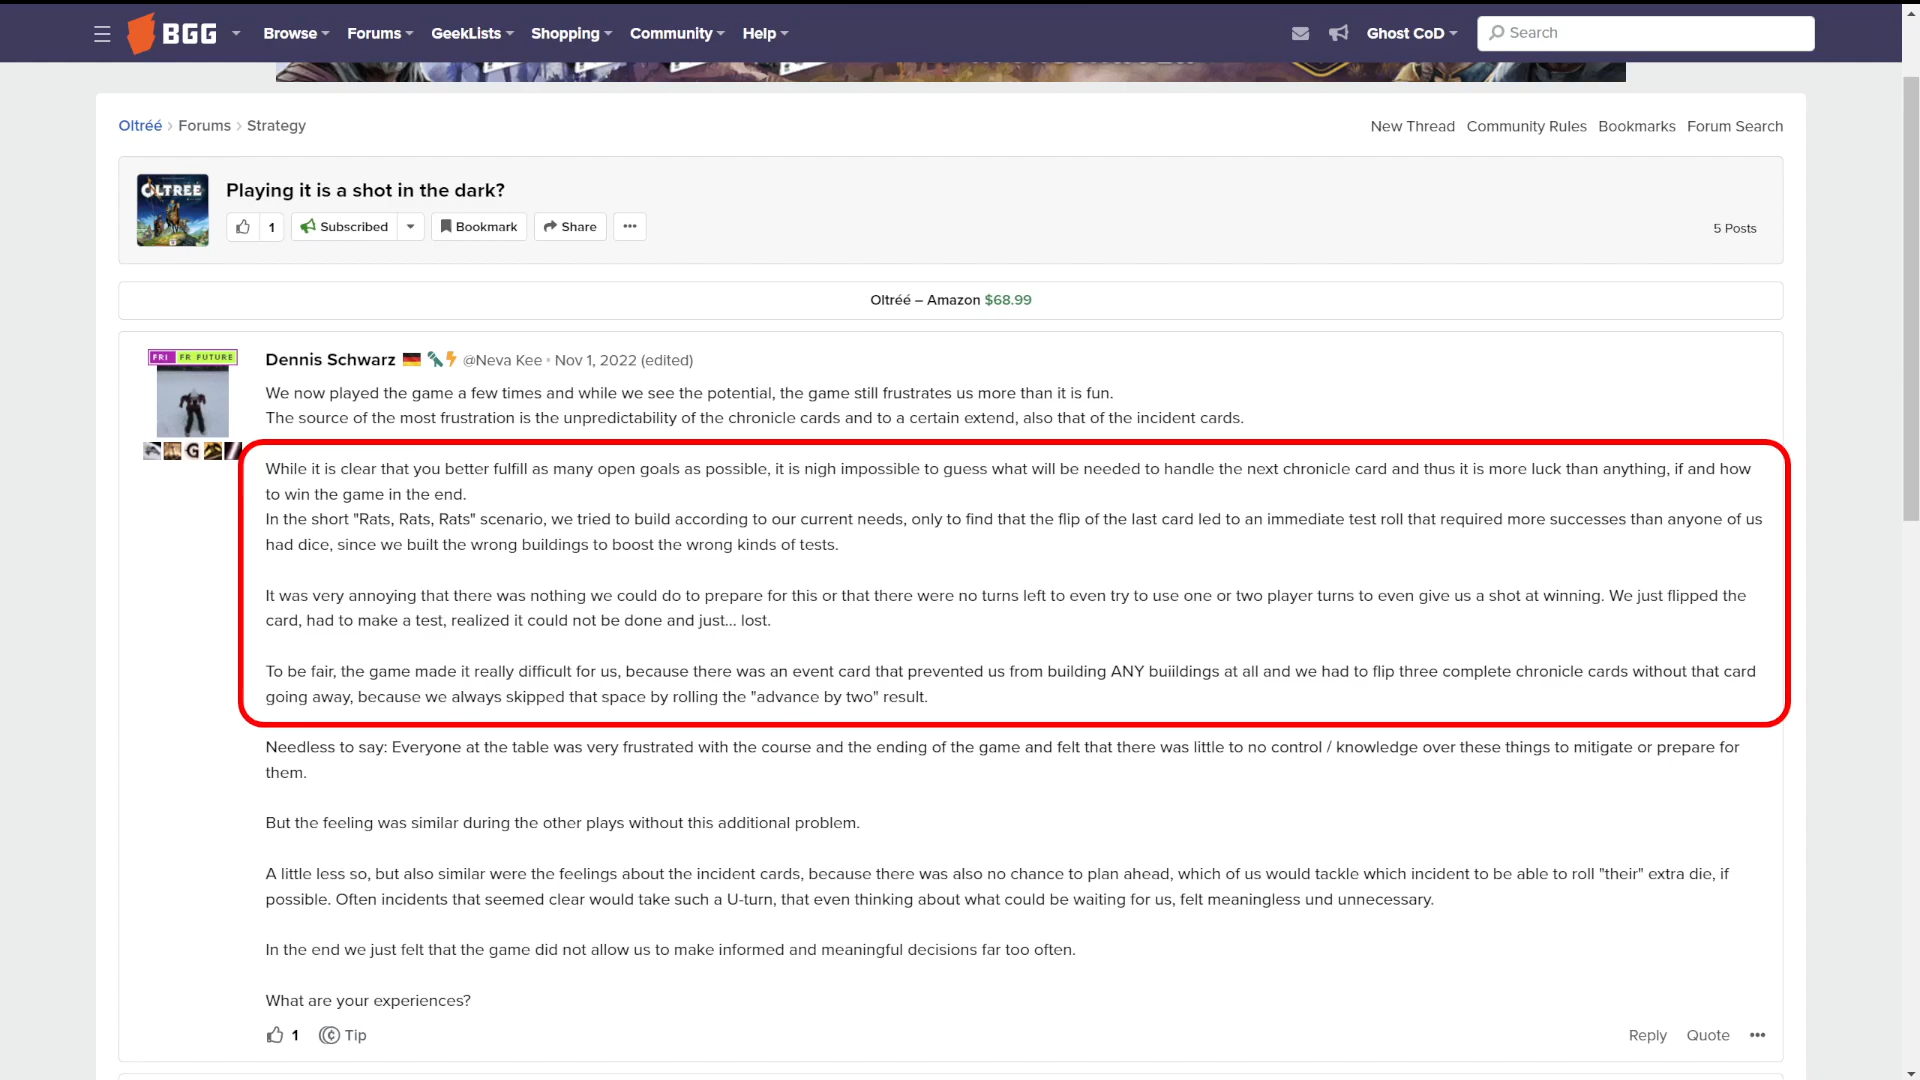 BGG Browse Forums GeekLists Shopping Community Help Ghost CoD Search
Oltréé > Forums > Strategy New Thread Community Rules Bookmarks Forum Search
OLTRÉÉ
Playing it is a shot in the dark?
1 Subscribed Bookmark Share ••• 5 Posts
Oltréé – Amazon $68.99
FRI FR FUTURE
Dennis Schwarz @Neva Kee • Nov 1, 2022 (edited)
We now played the game a few times and while we see the potential, the game still frustrates us more than it is fun.
The source of the most frustration is the unpredictability of the chronicle cards and to a certain extend, also that of the incident cards.
G
While it is clear that you better fulfill as many open goals as possible, it is nigh impossible to guess what will be needed to handle the next chronicle card and thus it is more luck than anything, if and how
to win the game in the end.
In the short "Rats, Rats, Rats" scenario, we tried to build according to our current needs, only to find that the flip of the last card led to an immediate test roll that required more successes than anyone of us
had dice, since we built the wrong buildings to boost the wrong kinds of tests.
It was very annoying that there was nothing we could do to prepare for this or that there were no turns left to even try to use one or two player turns to even give us a shot at winning. We just flipped the
card, had to make a test, realized it could not be done and just... lost.
To be fair, the game made it really difficult for us, because there was an event card that prevented us from building ANY buiildings at all and we had to flip three complete chronicle cards without that card
going away, because we always skipped that space by rolling the "advance by two" result.
Needless to say: Everyone at the table was very frustrated with the course and the ending of the game and felt that there was little to no control / knowledge over these things to mitigate or prepare for
them.
But the feeling was similar during the other plays without this additional problem.
A little less so, but also similar were the feelings about the incident cards, because there was also no chance to plan ahead, which of us would tackle which incident to be able to roll "their" extra die, if
possible. Often incidents that seemed clear would take such a U-turn, that even thinking about what could be waiting for us, felt meaningless und unnecessary.
In the end we just felt that the game did not allow us to make informed and meaningful decisions far too often.
What are your experiences?
1 Tip Reply Quote •••